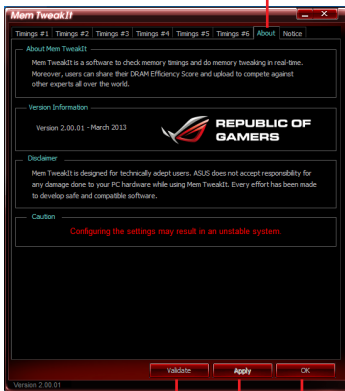 Mem TweakIt
Timings #1 Timings #2 Timings #3 Timings #4 Timings #5 Timings #6 About Notice
About Mem TweakIt
Mem TweakIt is a software to check memory timings and do memory tweaking in real-time.
Moreover, users can share their DRAM Efficiency Score and upload to compete against
other experts all over the world.
Version Information
Version 2.00.01 - March 2013
REPUBLIC OF
GAMERS
Declaimer
Mem TweakIt is designed for technically adept users. ASUS does not accept responsibility for
any damage done to your PC hardware while using Mem TweakIt. Every effort has been made
to develop safe and compatible software.
Caution
Configuring the settings may result in an unstable system
Validate Apply OK
Version 2.00.01